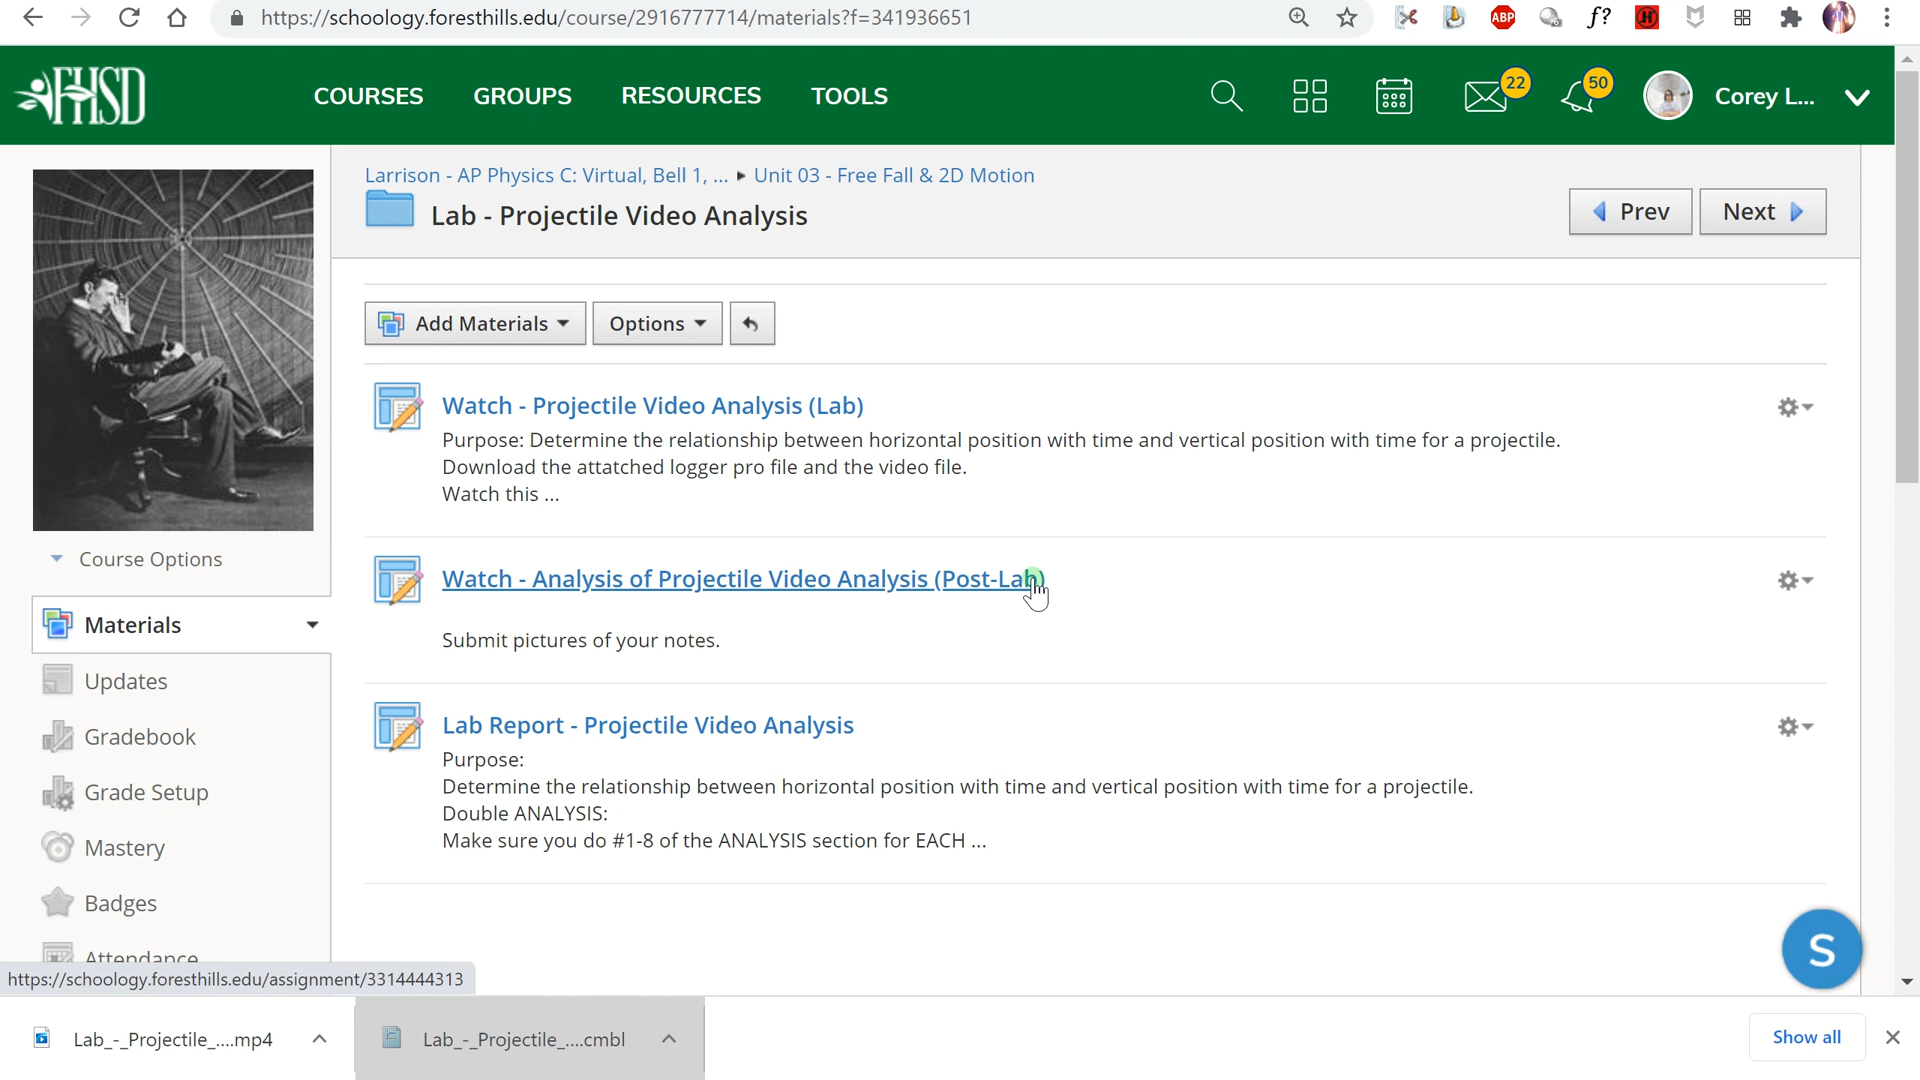 https://schoology.foresthills.edu/course/2916777714/materials?f=341936651
ABP
f?
FHSD
COURSES
GROUPS
RESOURCES
TOOLS
22
50
Corey L...
Larrison - AP Physics C: Virtual, Bell 1, ... ▸ Unit 03 - Free Fall & 2D Motion
Lab - Projectile Video Analysis
Prev
Next
Add Materials
Options
Watch - Projectile Video Analysis (Lab)
Purpose: Determine the relationship between horizontal position with time and vertical position with time for a projectile.
Download the attatched logger pro file and the video file.
Watch this ...
Course Options
Watch - Analysis of Projectile Video Analysis (Post-Lab)
Submit pictures of your notes.
Materials
Updates
Gradebook
Grade Setup
Mastery
Badges
Attendance
Lab Report - Projectile Video Analysis
Purpose:
Determine the relationship between horizontal position with time and vertical position with time for a projectile.
Double ANALYSIS:
Make sure you do #1-8 of the ANALYSIS section for EACH ...
S
https://schoology.foresthills.edu/assignment/3314444313
Lab_-_Projectile_....mp4
Lab_-_Projectile_....cmbl
Show all